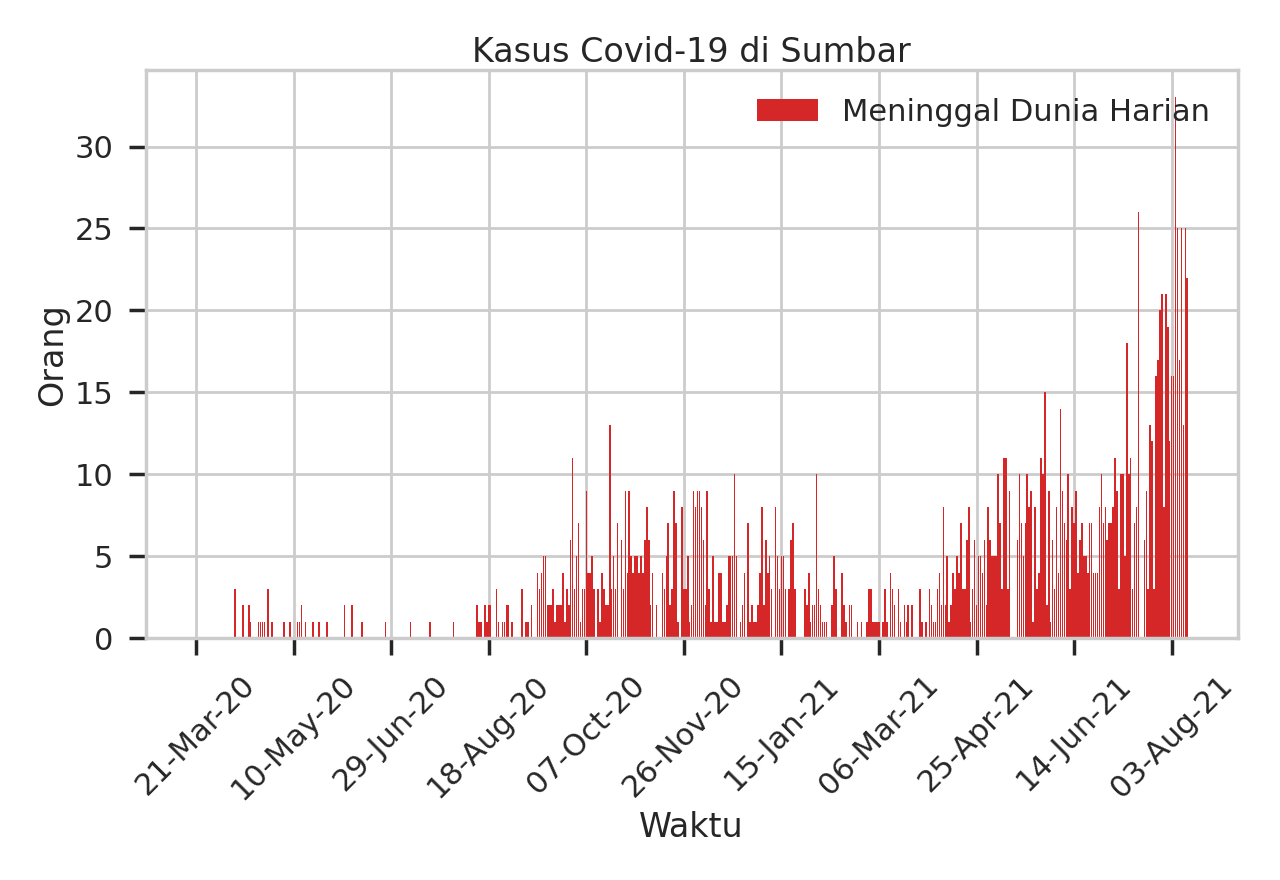 Kasus Covid-19 di Sumbar
Meninggal Dunia Harian
Orang
30
25
20
15
10
5
0
21-Mar-20
10-May-20
29-Jun-20
18-Aug-20
07-Oct-20
26-Nov-20
15-Jan-21
06-Mar-21
25-Apr-21
14-Jun-21
03-Aug-21
Waktu